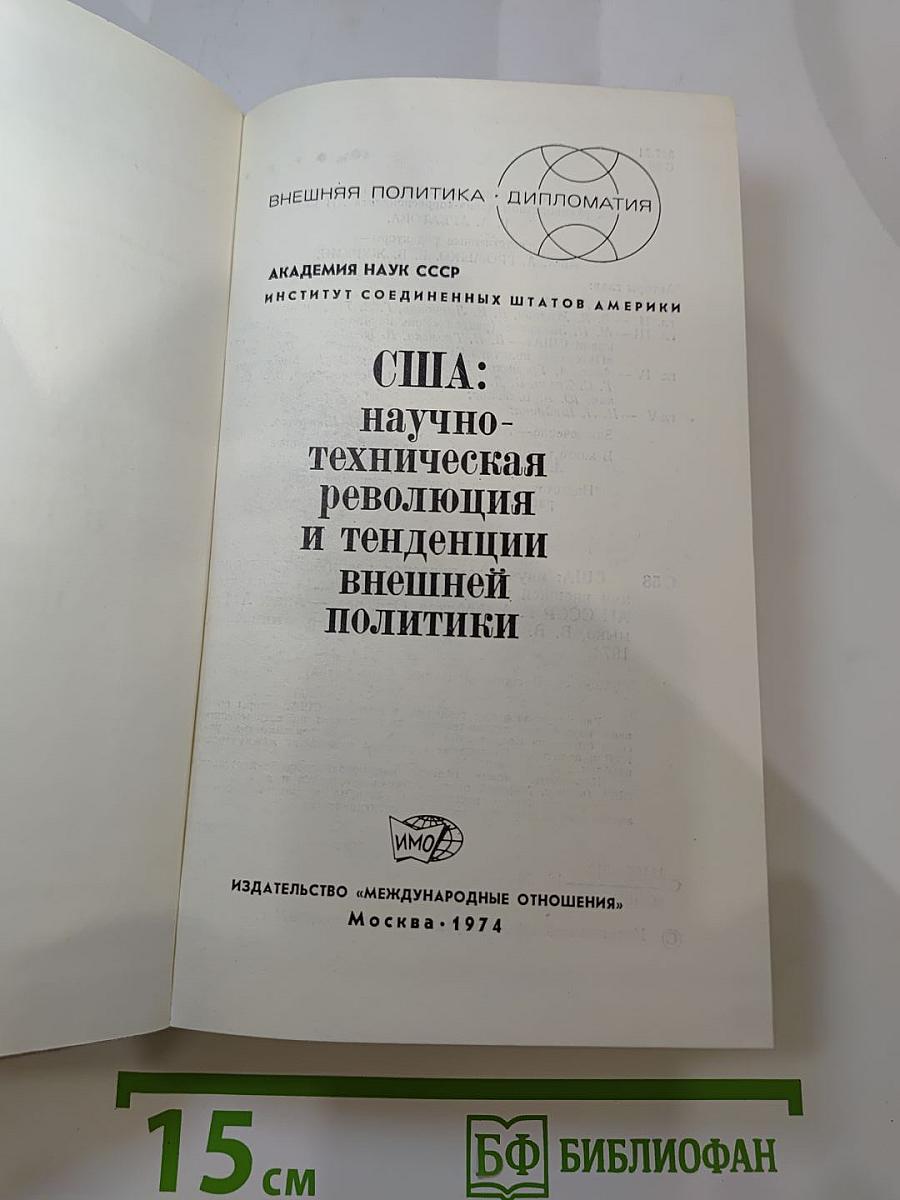 ВНЕШНЯЯ ПОЛИТИКА · ДИПЛОМАТИЯ
АКАДЕМИЯ НАУК СССР
ИНСТИТУТ СОЕДИНЕННЫХ ШТАТОВ АМЕРИКИ
США:
научно-
техническая
революция
и тенденции
внешней
политики
ИМО
ИЗДАТЕЛЬСТВО «МЕЖДУНАРОДНЫЕ ОТНОШЕНИЯ»
Москва · 1974
15 см
БФ БИБЛИОФАН